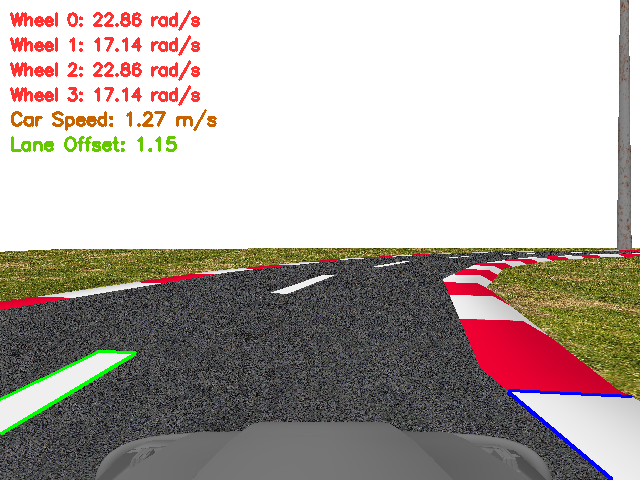 Wheel 0: 22.86 rad/s
Wheel 1: 17.14 rad/s
Wheel 2: 22.86 rad/s
Wheel 3: 17.14 rad/s
Car Speed: 1.27 m/s
Lane Offset: 1.15